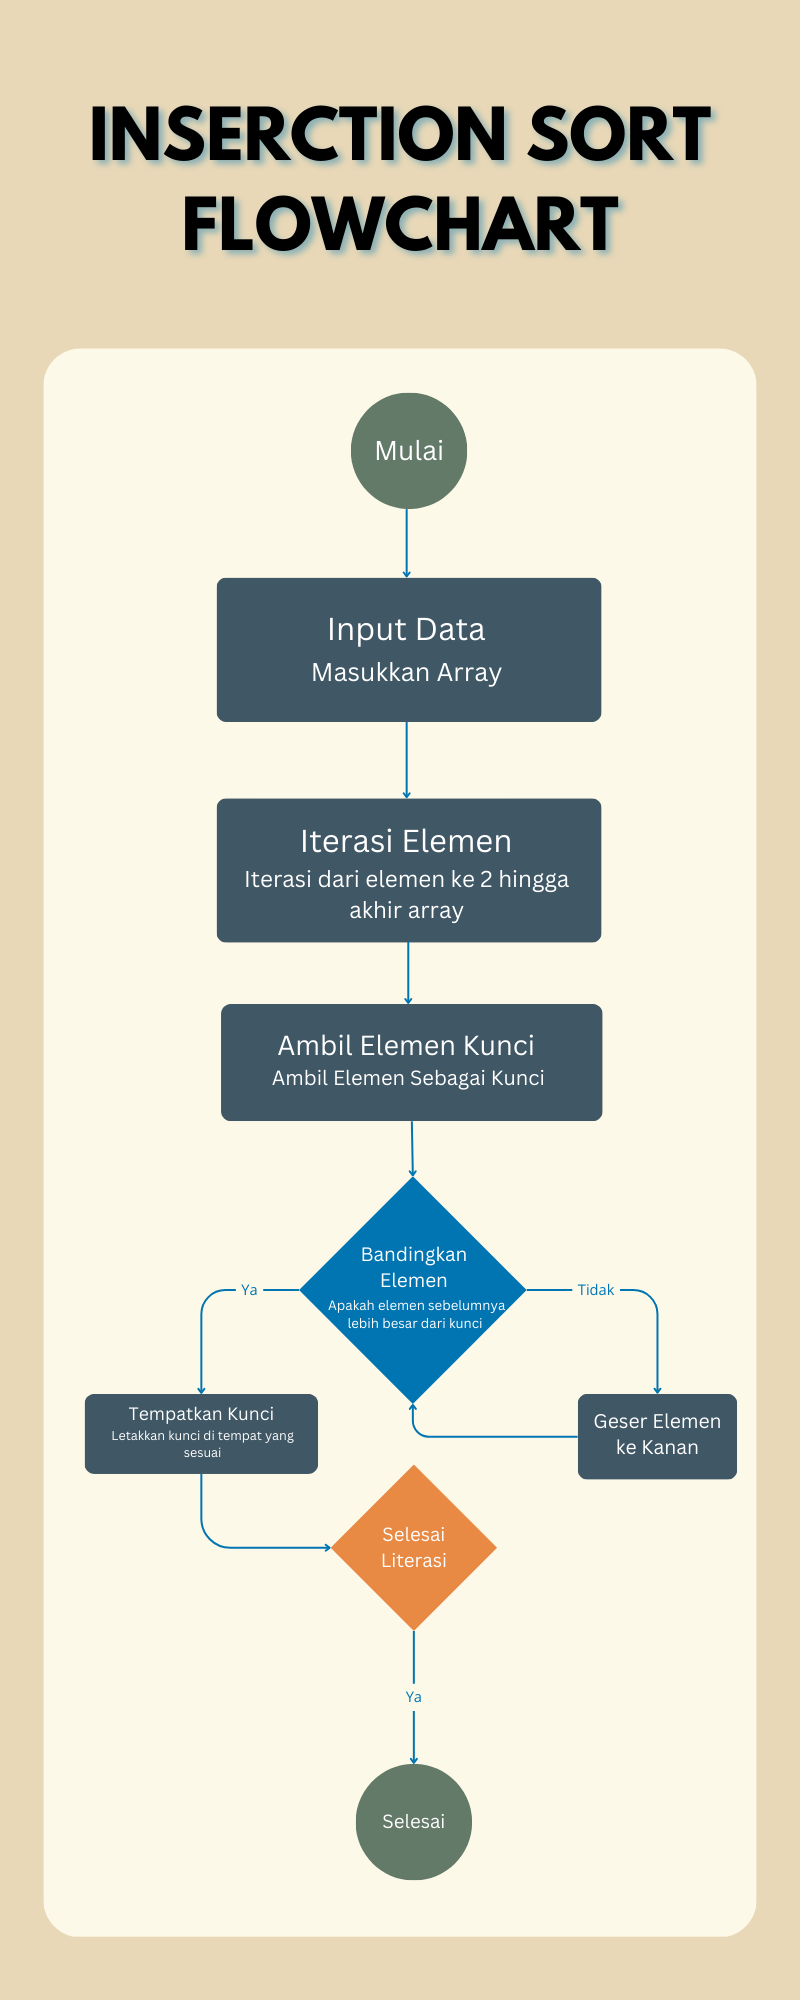 INSERCTION SORT
FLOWCHART
Mulai
Input Data
Masukkan Array
Iterasi Elemen
Iterasi dari elemen ke 2 hingga
akhir array
Ambil Elemen Kunci
Ambil Elemen Sebagai Kunci
Bandingkan
Elemen
Apakah elemen sebelumnya
lebih besar dari kunci
Ya
Tidak
Tempatkan Kunci
Letakkan kunci di tempat yang
sesuai
Geser Elemen
ke Kanan
Selesai
Literasi
Ya
Selesai